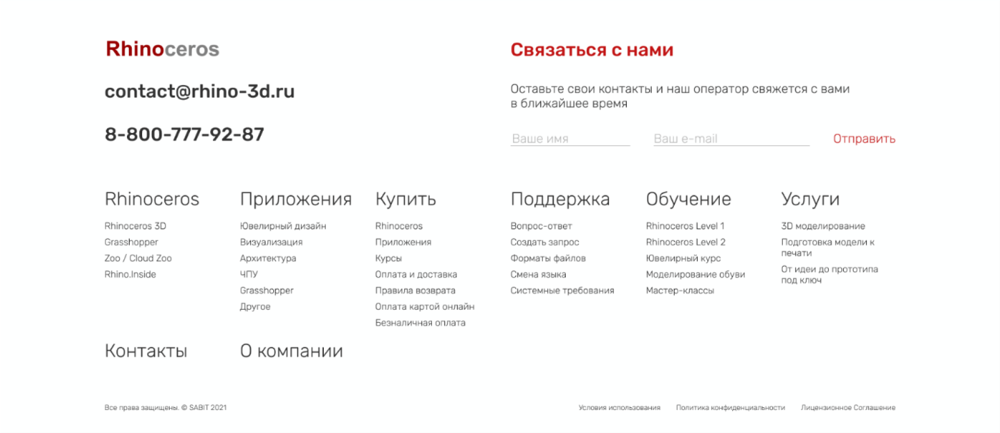 Rhinoceros
contact@rhino-3d.ru
8-800-777-92-87
Связаться с нами
Оставьте свои контакты и наш оператор свяжется с вами
в ближайшее время
Ваше имя
Ваш e-mail
Отправить
Rhinoceros
Rhinoceros 3D
Grasshopper
Zoo / Cloud Zoo
Rhino.Inside
Приложения
Ювелирный дизайн
Визуализация
Архитектура
ЧПУ
Grasshopper
Другое
Купить
Rhinoceros
Приложения
Курсы
Оплата и доставка
Правила возврата
Оплата картой онлайн
Безналичная оплата
Поддержка
Вопрос-ответ
Создать запрос
Форматы файлов
Смена языка
Системные требования
Обучение
Rhinoceros Level 1
Rhinoceros Level 2
Ювелирный курс
Моделирование обуви
Мастер-классы
Услуги
3D моделирование
Подготовка модели к
печати
От идеи до прототипа
под ключ
Контакты
О компании
Все права защищены. © SABIT 2021
Условия использования
Политика конфиденциальности
Лицензионное Соглашение